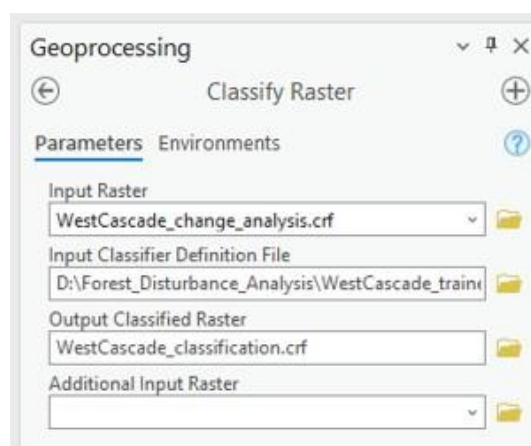 Geoprocessing
Classify Raster
Parameters Environments
Input Raster
WestCascade_change_analysis.crf
Input Classifier Definition File
D:\Forest_Disturbance_Analysis\WestCascade_traine
Output Classified Raster
WestCascade_classification.crf
Additional Input Raster